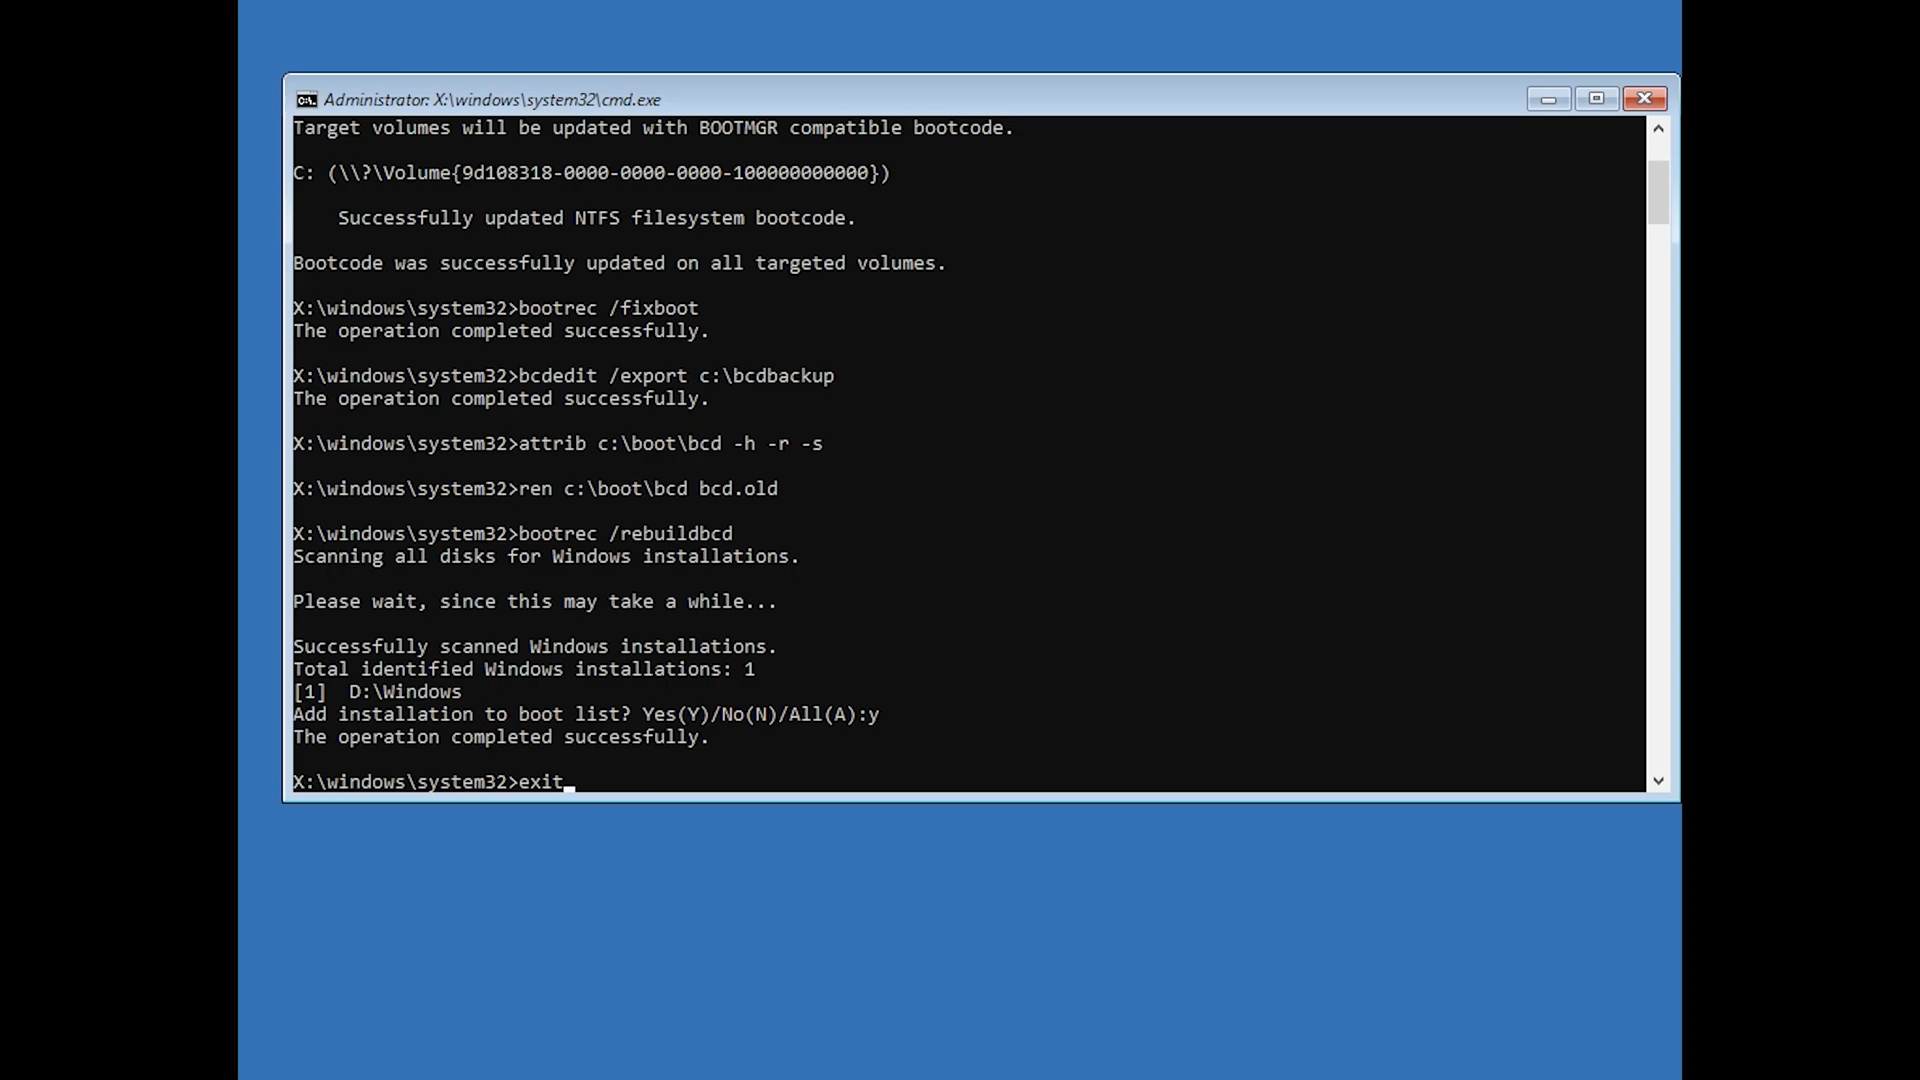 Administrator: X:\windows\system32\cmd.exe
Target volumes will be updated with BOOTMGR compatible bootcode.
C: (\\?\Volume{9d108318-0000-0000-0000-100000000000})
Successfully updated NTFS filesystem bootcode.
Bootcode was successfully updated on all targeted volumes.
X:\windows\system32>bootrec /fixboot
The operation completed successfully.
X:\windows\system32>bcdedit /export c:\bcdbackup
The operation completed successfully.
X:\windows\system32>attrib c:\boot\bcd -h -r -s
X:\windows\system32>ren c:\boot\bcd bcd.old
X:\windows\system32>bootrec /rebuildbcd
Scanning all disks for Windows installations.
Please wait, since this may take a while...
Successfully scanned Windows installations.
Total identified Windows installations: 1
[1]  D:\Windows
Add installation to boot list? Yes(Y)/No(N)/All(A):y
The operation completed successfully.
X:\windows\system32>exit